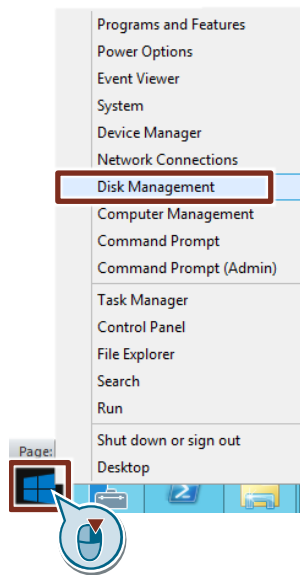 Programs and Features
Power Options
Event Viewer
System
Device Manager
Network Connections
Disk Management
Computer Management
Command Prompt
Command Prompt (Admin)
Task Manager
Control Panel
File Explorer
Search
Run
Shut down or sign out
Desktop
Page: